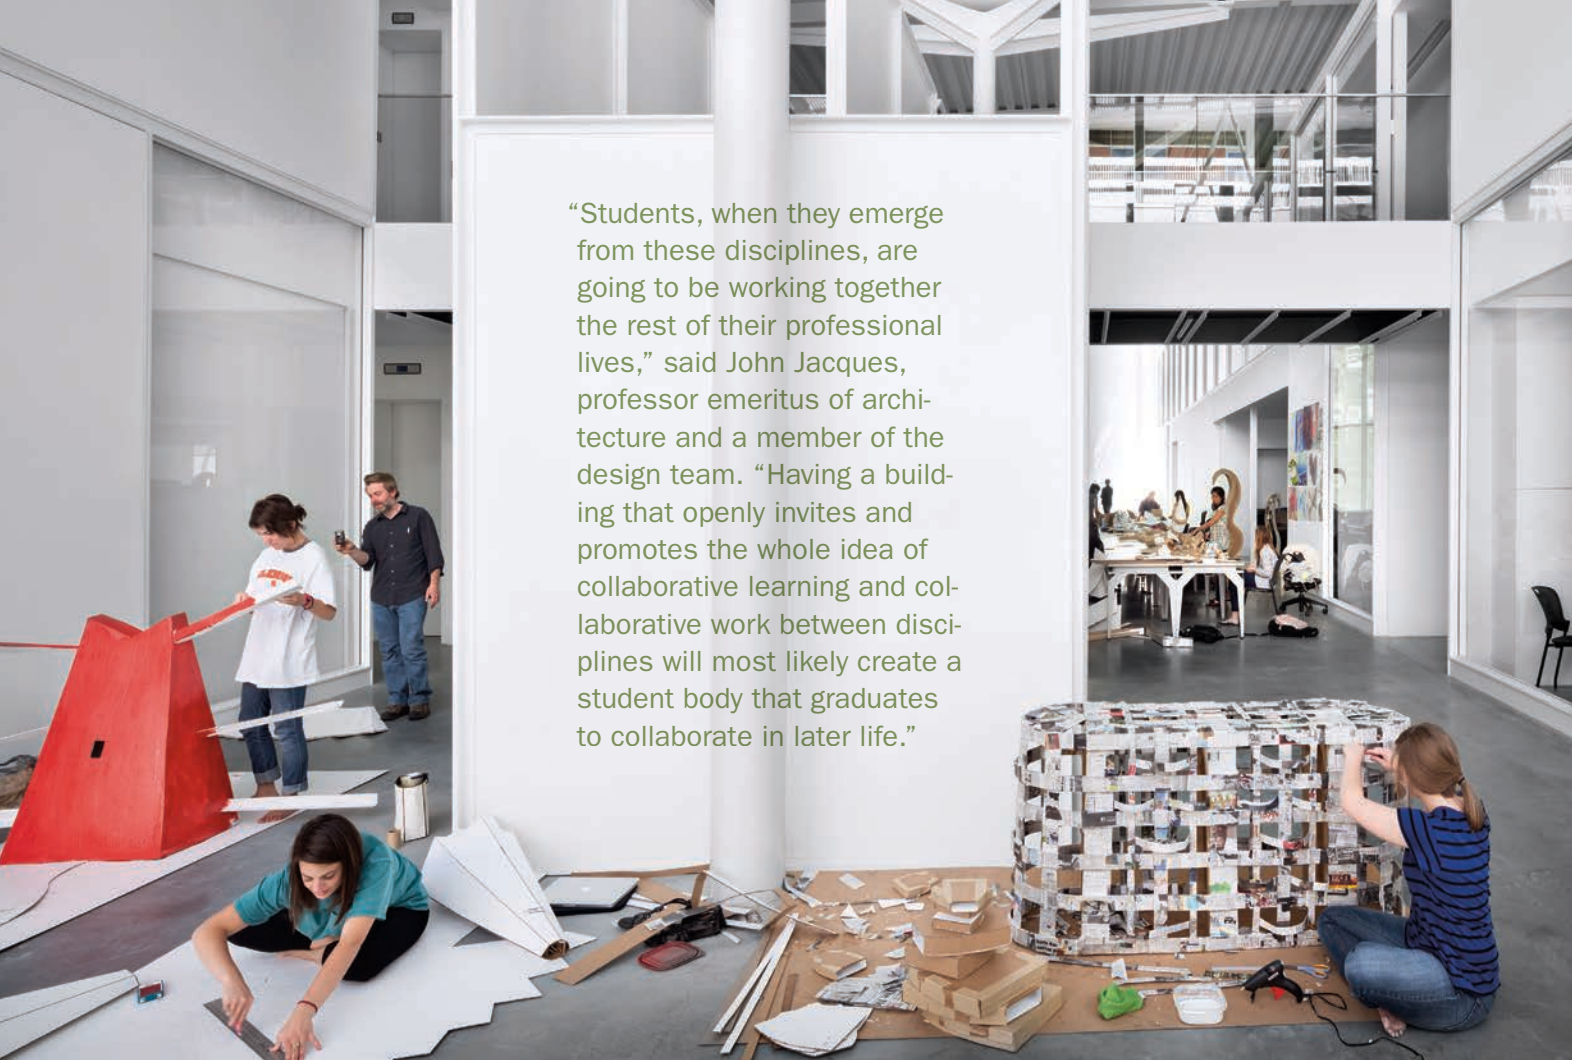 “Students, when they emerge
from these disciplines, are
going to be working together
the rest of their professional
lives,” said John Jacques,
professor emeritus of archi-
tecture and a member of the
design team. “Having a build-
ing that openly invites and
promotes the whole idea of
collaborative learning and col-
laborative work between disci-
plines will most likely create a
student body that graduates
to collaborate in later life.”